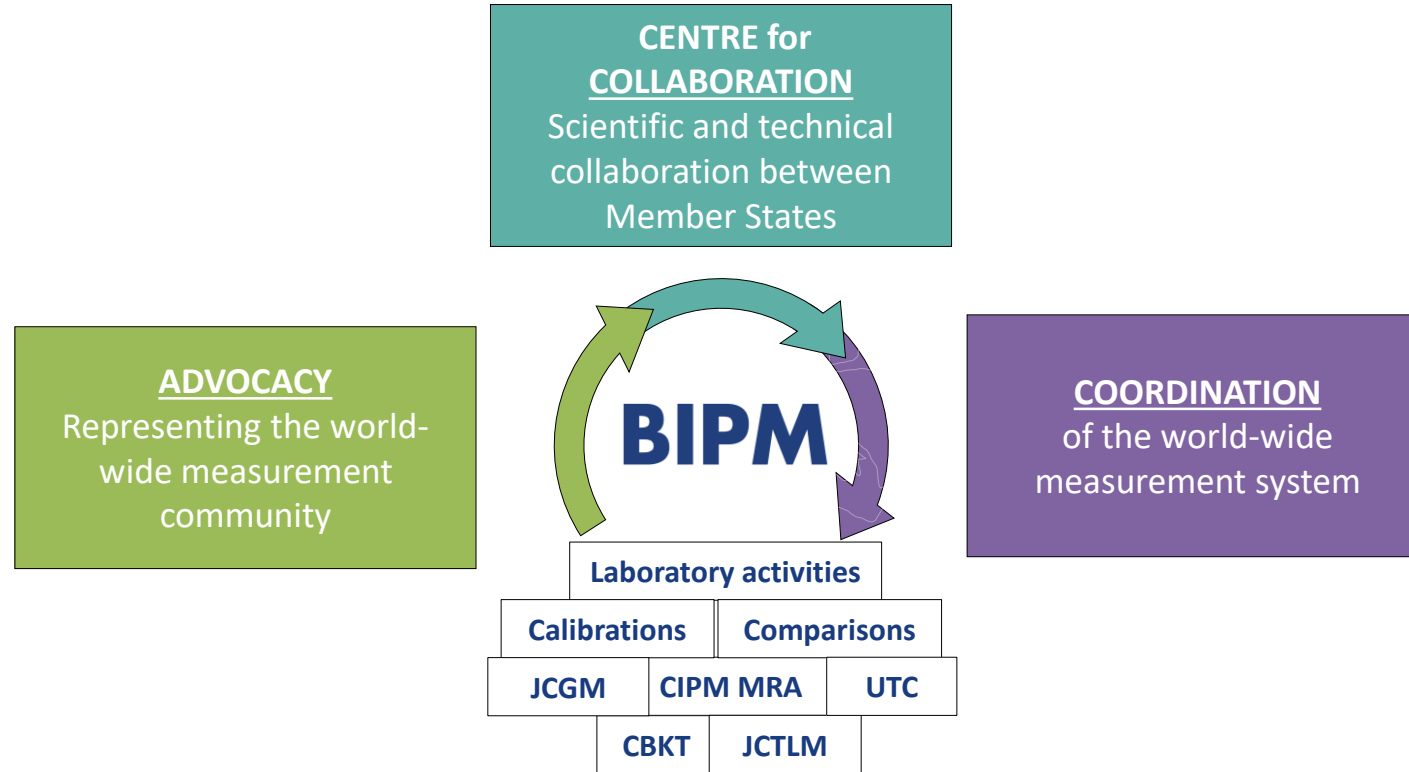 CENTRE for
COLLABORATION
Scientific and technical
collaboration between
Member States
ADVOCACY
Representing the world-
wide measurement
community
BIPM
COORDINATION
of the world-wide
measurement system
Laboratory activities
Calibrations
Comparisons
JCGM
CIPM MRA
UTC
CBKT
JCTLM